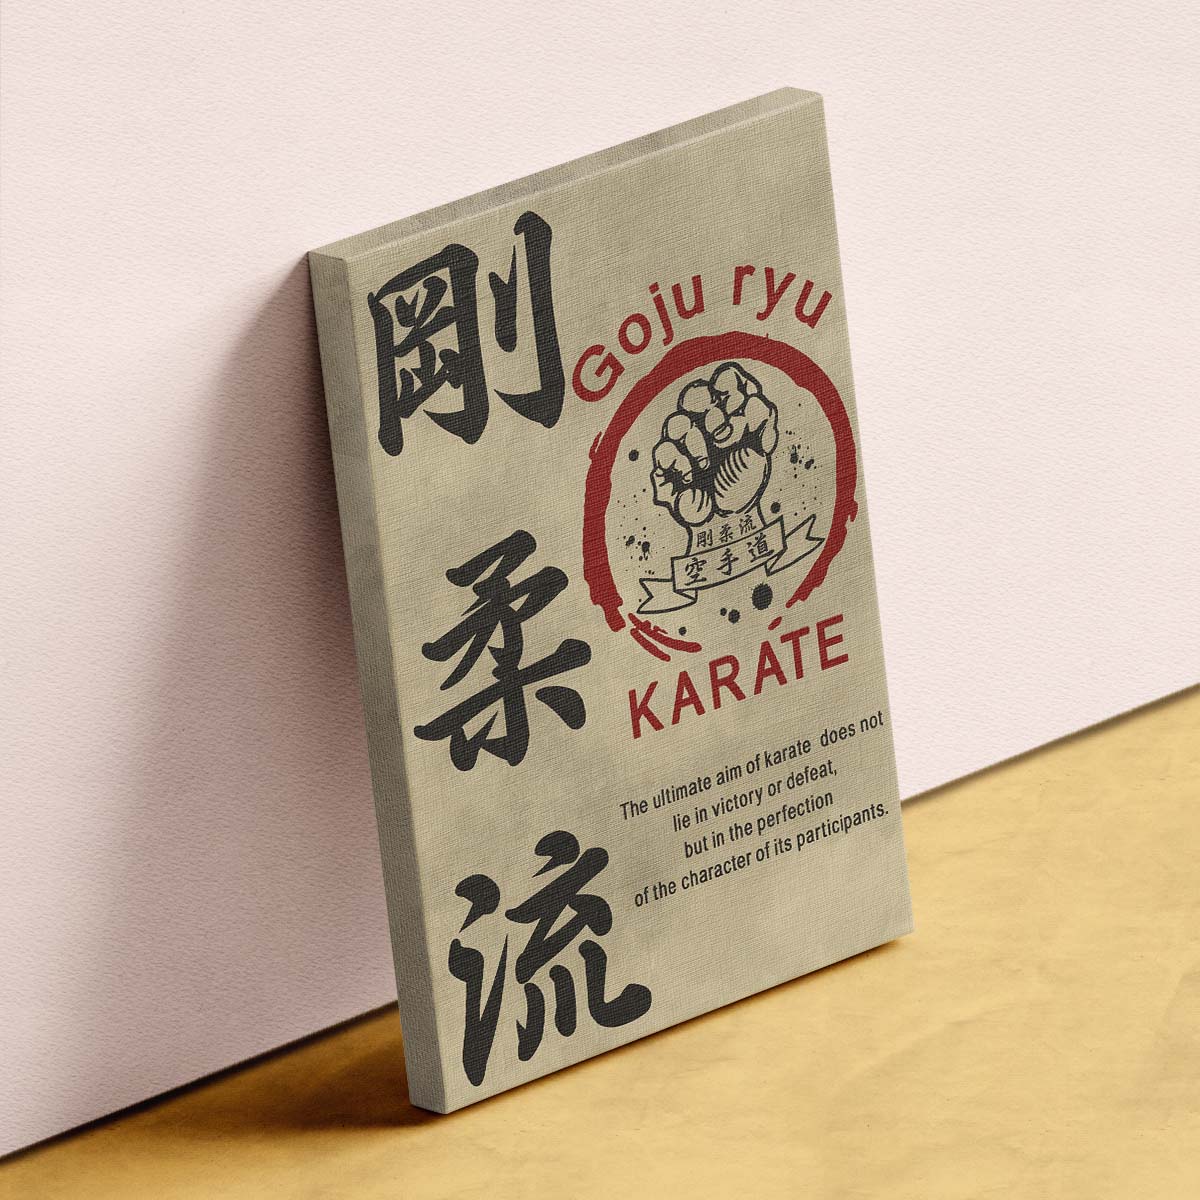 剛柔流
Goju ryu
剛柔流
空手道
KARATE
The ultimate aim of karate does not
lie in victory or defeat,
but in the perfection
of the character of its participants.